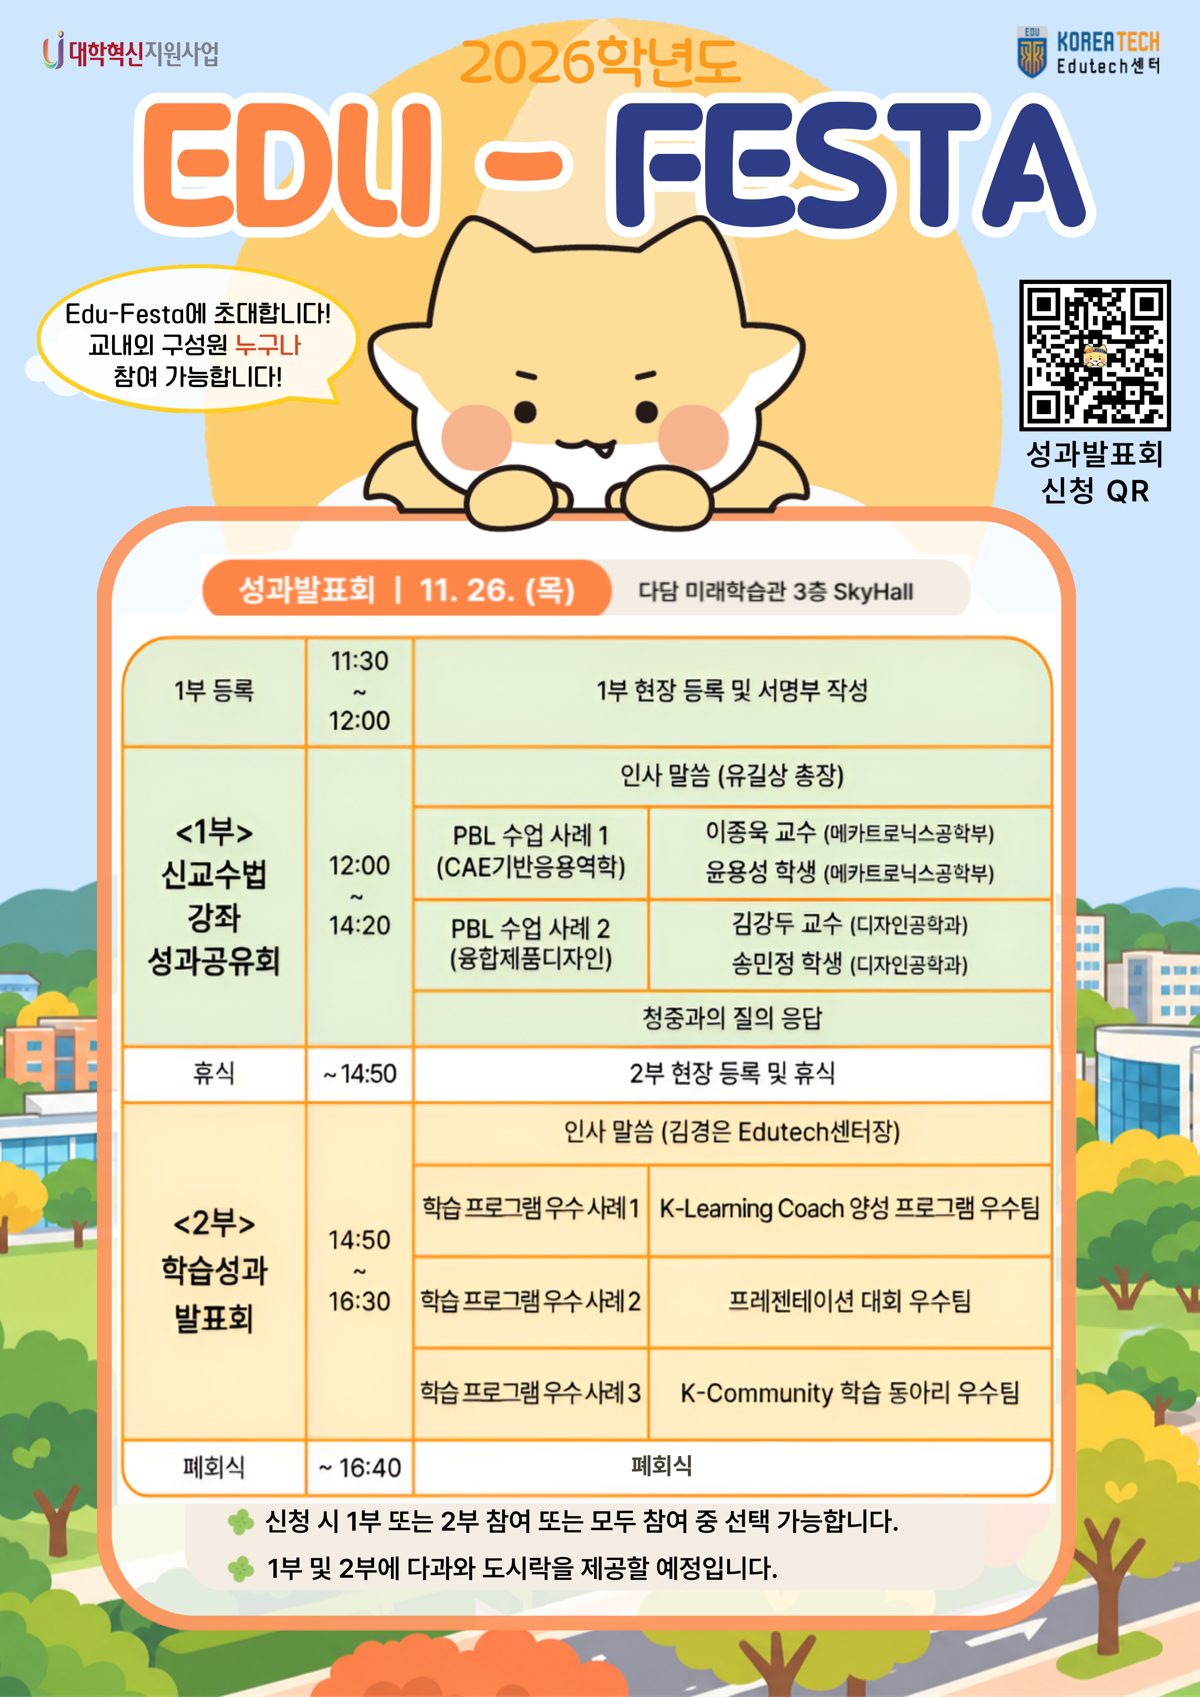 대학혁신지원사업
EDU
KOREATECH
Edutech센터
2026학년도
EDU - FESTA
Edu-Festa에 초대합니다!
교내외 구성원 누구나
참여 가능합니다!
성과발표회
신청 QR
성과발표회 | 11. 26. (목)
다담 미래학습관 3층 SkyHall
1부 등록
11:30
~
12:00
1부 현장 등록 및 서명부 작성
<1부>
신교수법
강좌
성과공유회
12:00
~
14:20
인사 말씀 (유길상 총장)
PBL 수업 사례 1
(CAE기반응용역학)
이종욱 교수 (메카트로닉스공학부)
윤용성 학생 (메카트로닉스공학부)
PBL 수업 사례 2
(융합제품디자인)
김강두 교수 (디자인공학과)
송민정 학생 (디자인공학과)
청중과의 질의 응답
휴식
~ 14:50
2부 현장 등록 및 휴식
<2부>
학습성과
발표회
14:50
~
16:30
인사 말씀 (김경은 Edutech센터장)
학습 프로그램 우수 사례 1
K-Learning Coach 양성 프로그램 우수팀
학습 프로그램 우수 사례 2
프레젠테이션 대회 우수팀
학습 프로그램 우수 사례 3
K-Community 학습 동아리 우수팀
폐회식
~ 16:40
폐회식
신청 시 1부 또는 2부 참여 또는 모두 참여 중 선택 가능합니다.
1부 및 2부에 다과와 도시락을 제공할 예정입니다.